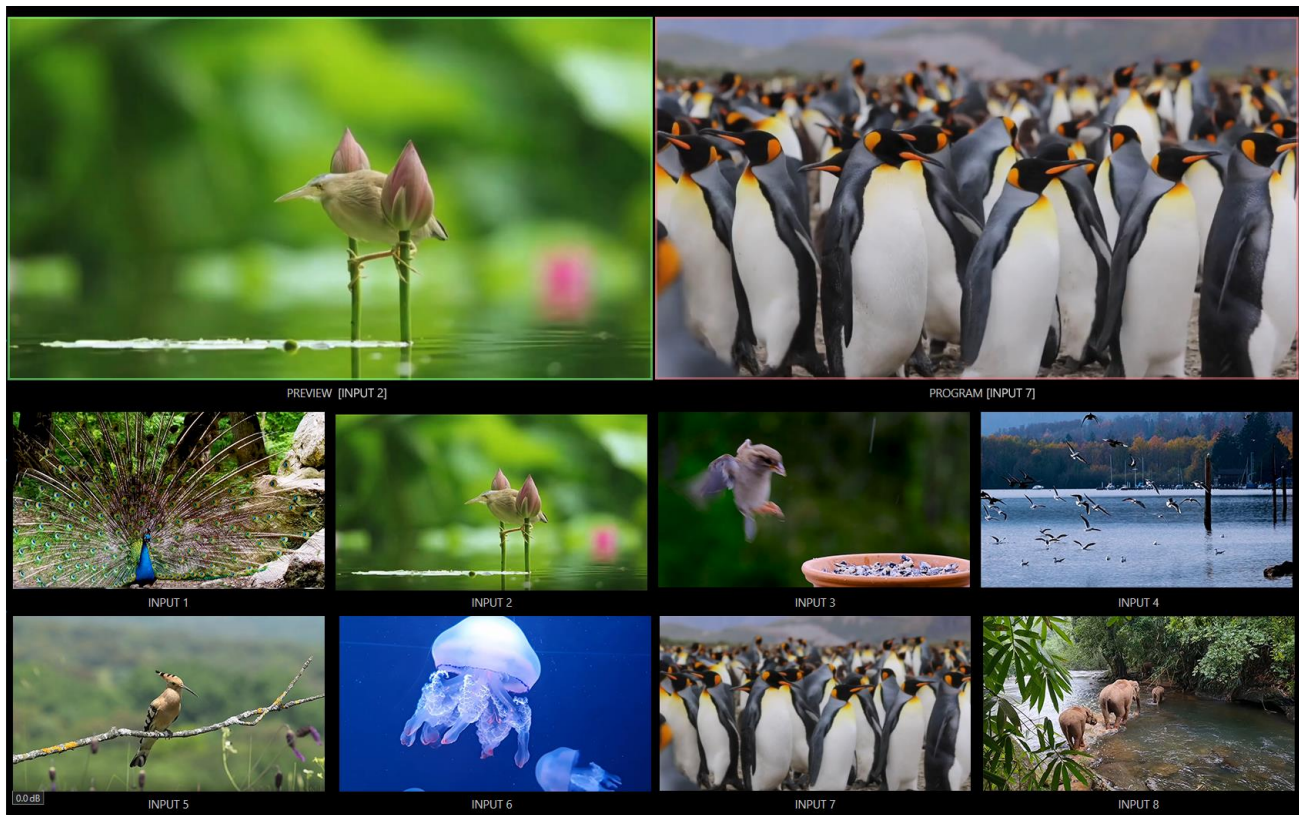 PREVIEW [INPUT 2]
PROGRAM [INPUT 7]
INPUT 1
INPUT 2
INPUT 3
INPUT 4
0.0 dB
INPUT 5
INPUT 6
INPUT 7
INPUT 8